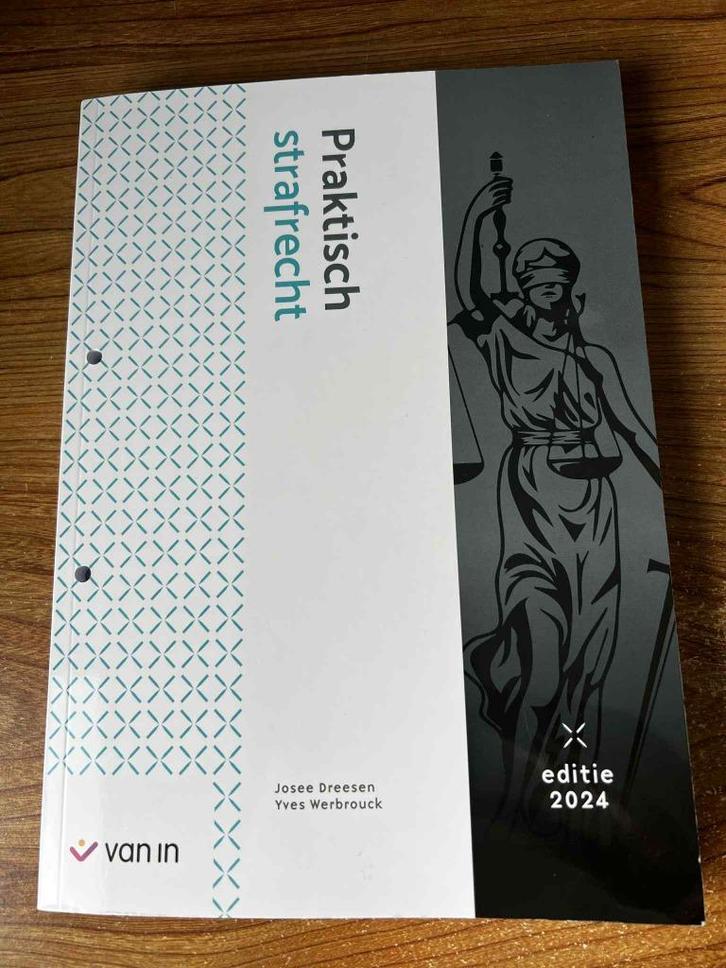 Praktisch
strafrecht
Josee Dreesen
Yves Werbrouck
editie
2024
van in